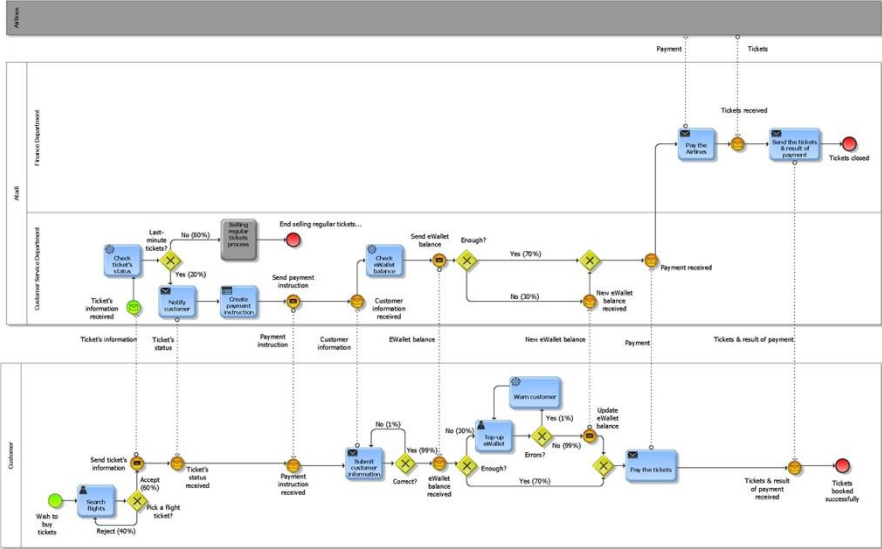 Airlines
Payment
Tickets
Atadi
Finance Department
Tickets received
Pay the
Airlines
Send the tickets
& result of
payment
Tickets closed
Customer Service Department
Last-
minute
tickets?
No (80%)
Selling
regular
tickets
process
End selling regular tickets...
Check
ticket's
status
Yes (20%)
Ticket's
information
received
Notify
customer
Create
payment
instruction
Send payment
instruction
Customer
information
received
Check
eWallet
balance
Send eWallet
balance
Enough?
Yes (70%)
No (30%)
New eWallet
balance
received
Payment received
Ticket's information
Ticket's
status
Payment
instruction
Customer
information
EWallet balance
New eWallet balance
Payment
Tickets & result of payment
Customer
Wish to
buy
tickets
Search
flights
Reject (40%)
Accept
(60%)
Pick a flight
ticket?
Send ticket's
information
Ticket's
status
received
Payment
instruction
received
Submit
customer
information
No (1%)
Yes (99%)
Correct?
eWallet
balance
received
No (30%)
Enough?
Yes (70%)
Top-up
eWallet
Warn customer
Yes (1%)
Errors?
No (99%)
Update
eWallet
balance
Pay the tickets
Tickets & result
of payment
received
Tickets
booked
successfully